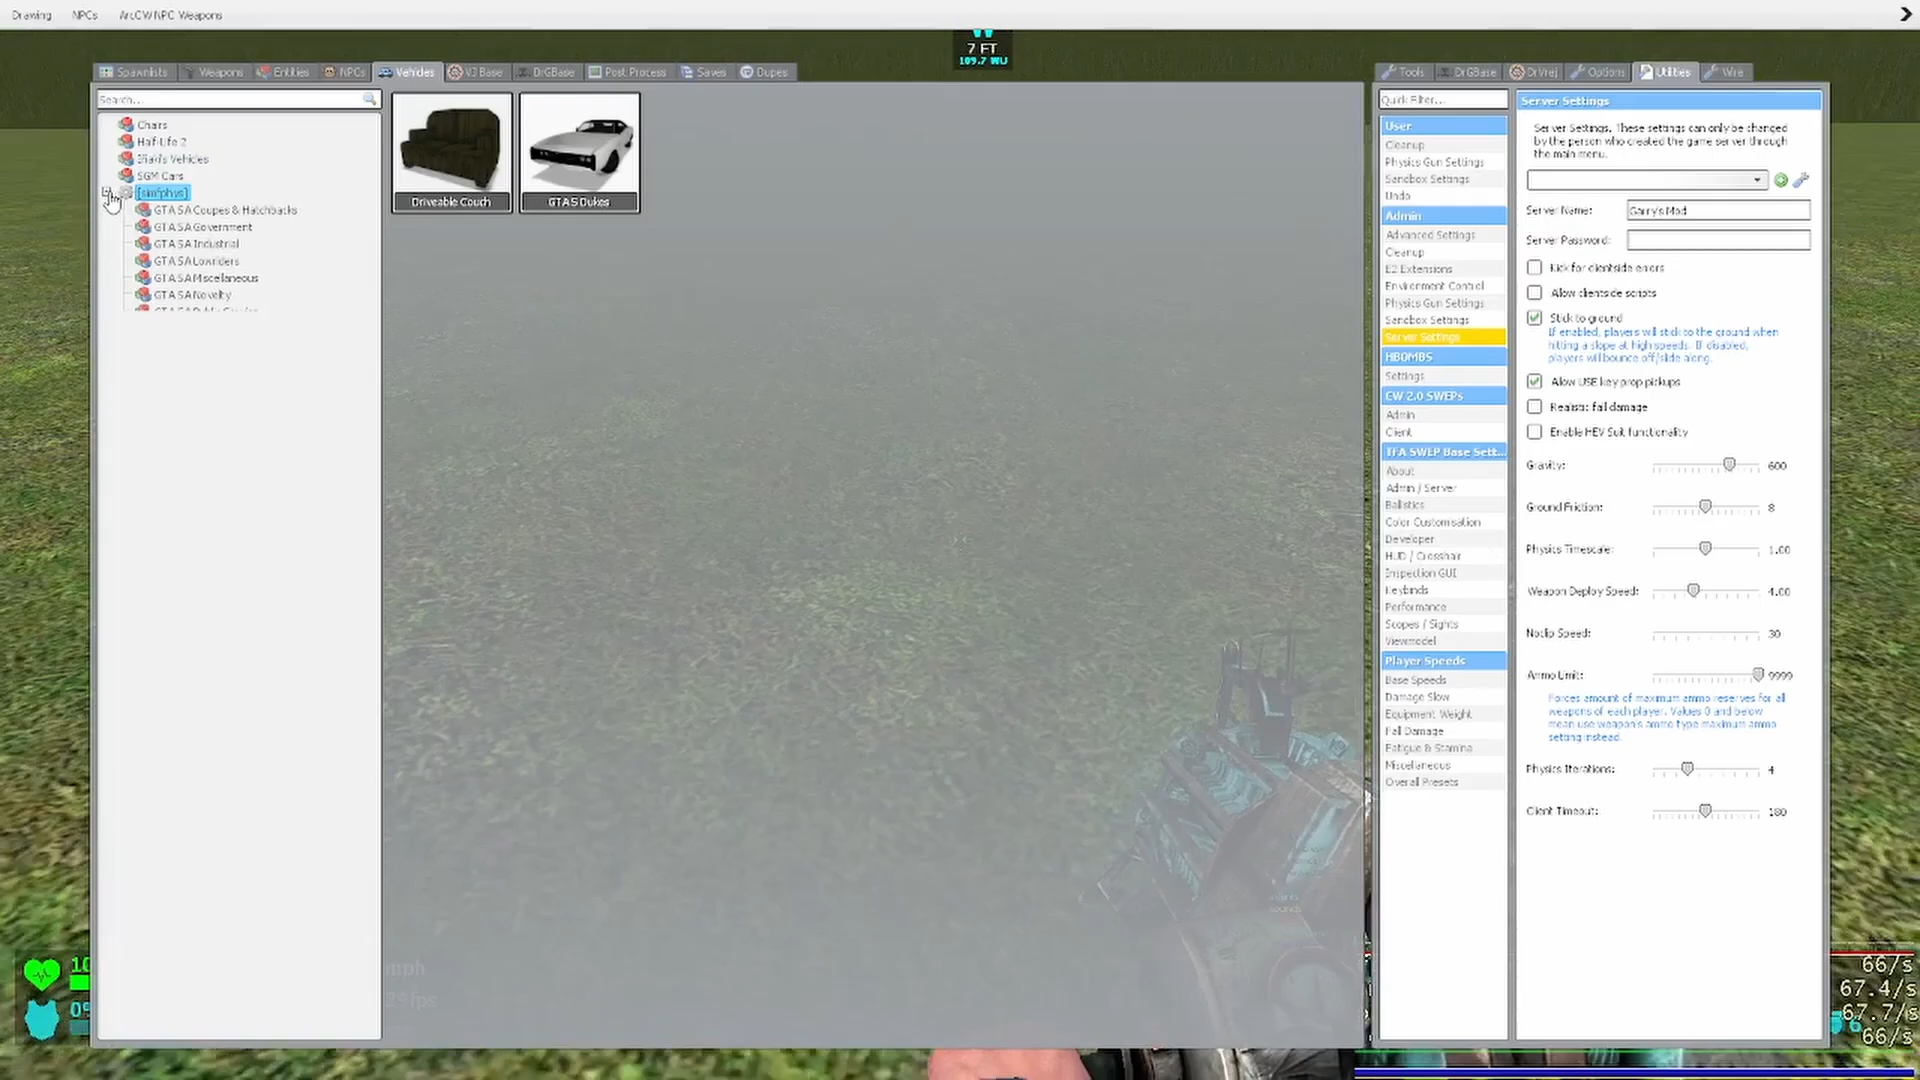 Drawing NPCs ArcCW NPC Weapons
7 FT
109.7 WU
Spawnlists Weapons Entities NPCs Vehicles VJ Base DrGBase Post Process Saves Dupes
Search...
Chairs
Half-Life 2
SGM Cars
[simfphys]
GTA SA Coupes & Hatchbacks
GTA SA Government
GTA SA Industrial
GTA SA Lowriders
GTA SA Miscellaneous
GTA SA Novelty
Driveable Couch
GTA 5 Dukes
mph
fps
Tools DrGBase DrVrej Options Utilities Wire
Quick Filter...
User
Cleanup
Physics Gun Settings
Sandbox Settings
Undo
Admin
Advanced Settings
Cleanup
E2 Extensions
Environment Control
Physics Gun Settings
Sandbox Settings
Server Settings
HBOMBS
Settings
CW 2.0 SWEPs
Admin
Client
TFA SWEP Base Sett...
About
Admin / Server
Ballistics
Color Customisation
Developer
HUD / Crosshair
Inspection GUI
Keybinds
Performance
Scopes / Sights
Viewmodel
Player Speeds
Base Speeds
Damage Slow
Equipment Weight
Fall Damage
Fatigue & Stamina
Miscellaneous
Overall Presets
Server Settings
Server Settings. These settings can only be changed
by the person who created the game server through
the main menu.
Server Name: Garry's Mod
Server Password:
Kick for clientside errors
Allow clientside scripts
Stick to ground
If enabled, players will stick to the ground when
hitting a slope at high speeds. If disabled,
players will bounce off/slide along.
Allow USE key prop pickups
Realistic fall damage
Enable HEV Suit functionality
Gravity: 600
Ground Friction: 8
Physics Timescale: 1.00
Weapon Deploy Speed: 4.00
Noclip Speed: 30
Ammo Limit: 9999
Forces amount of maximum ammo reserves for all
weapons of each player. Values 0 and below
mean use weapon's ammo type maximum ammo
setting instead.
Physics Iterations: 4
Client Timeout: 180
66/s
67.4/s
67.7/s
66/s